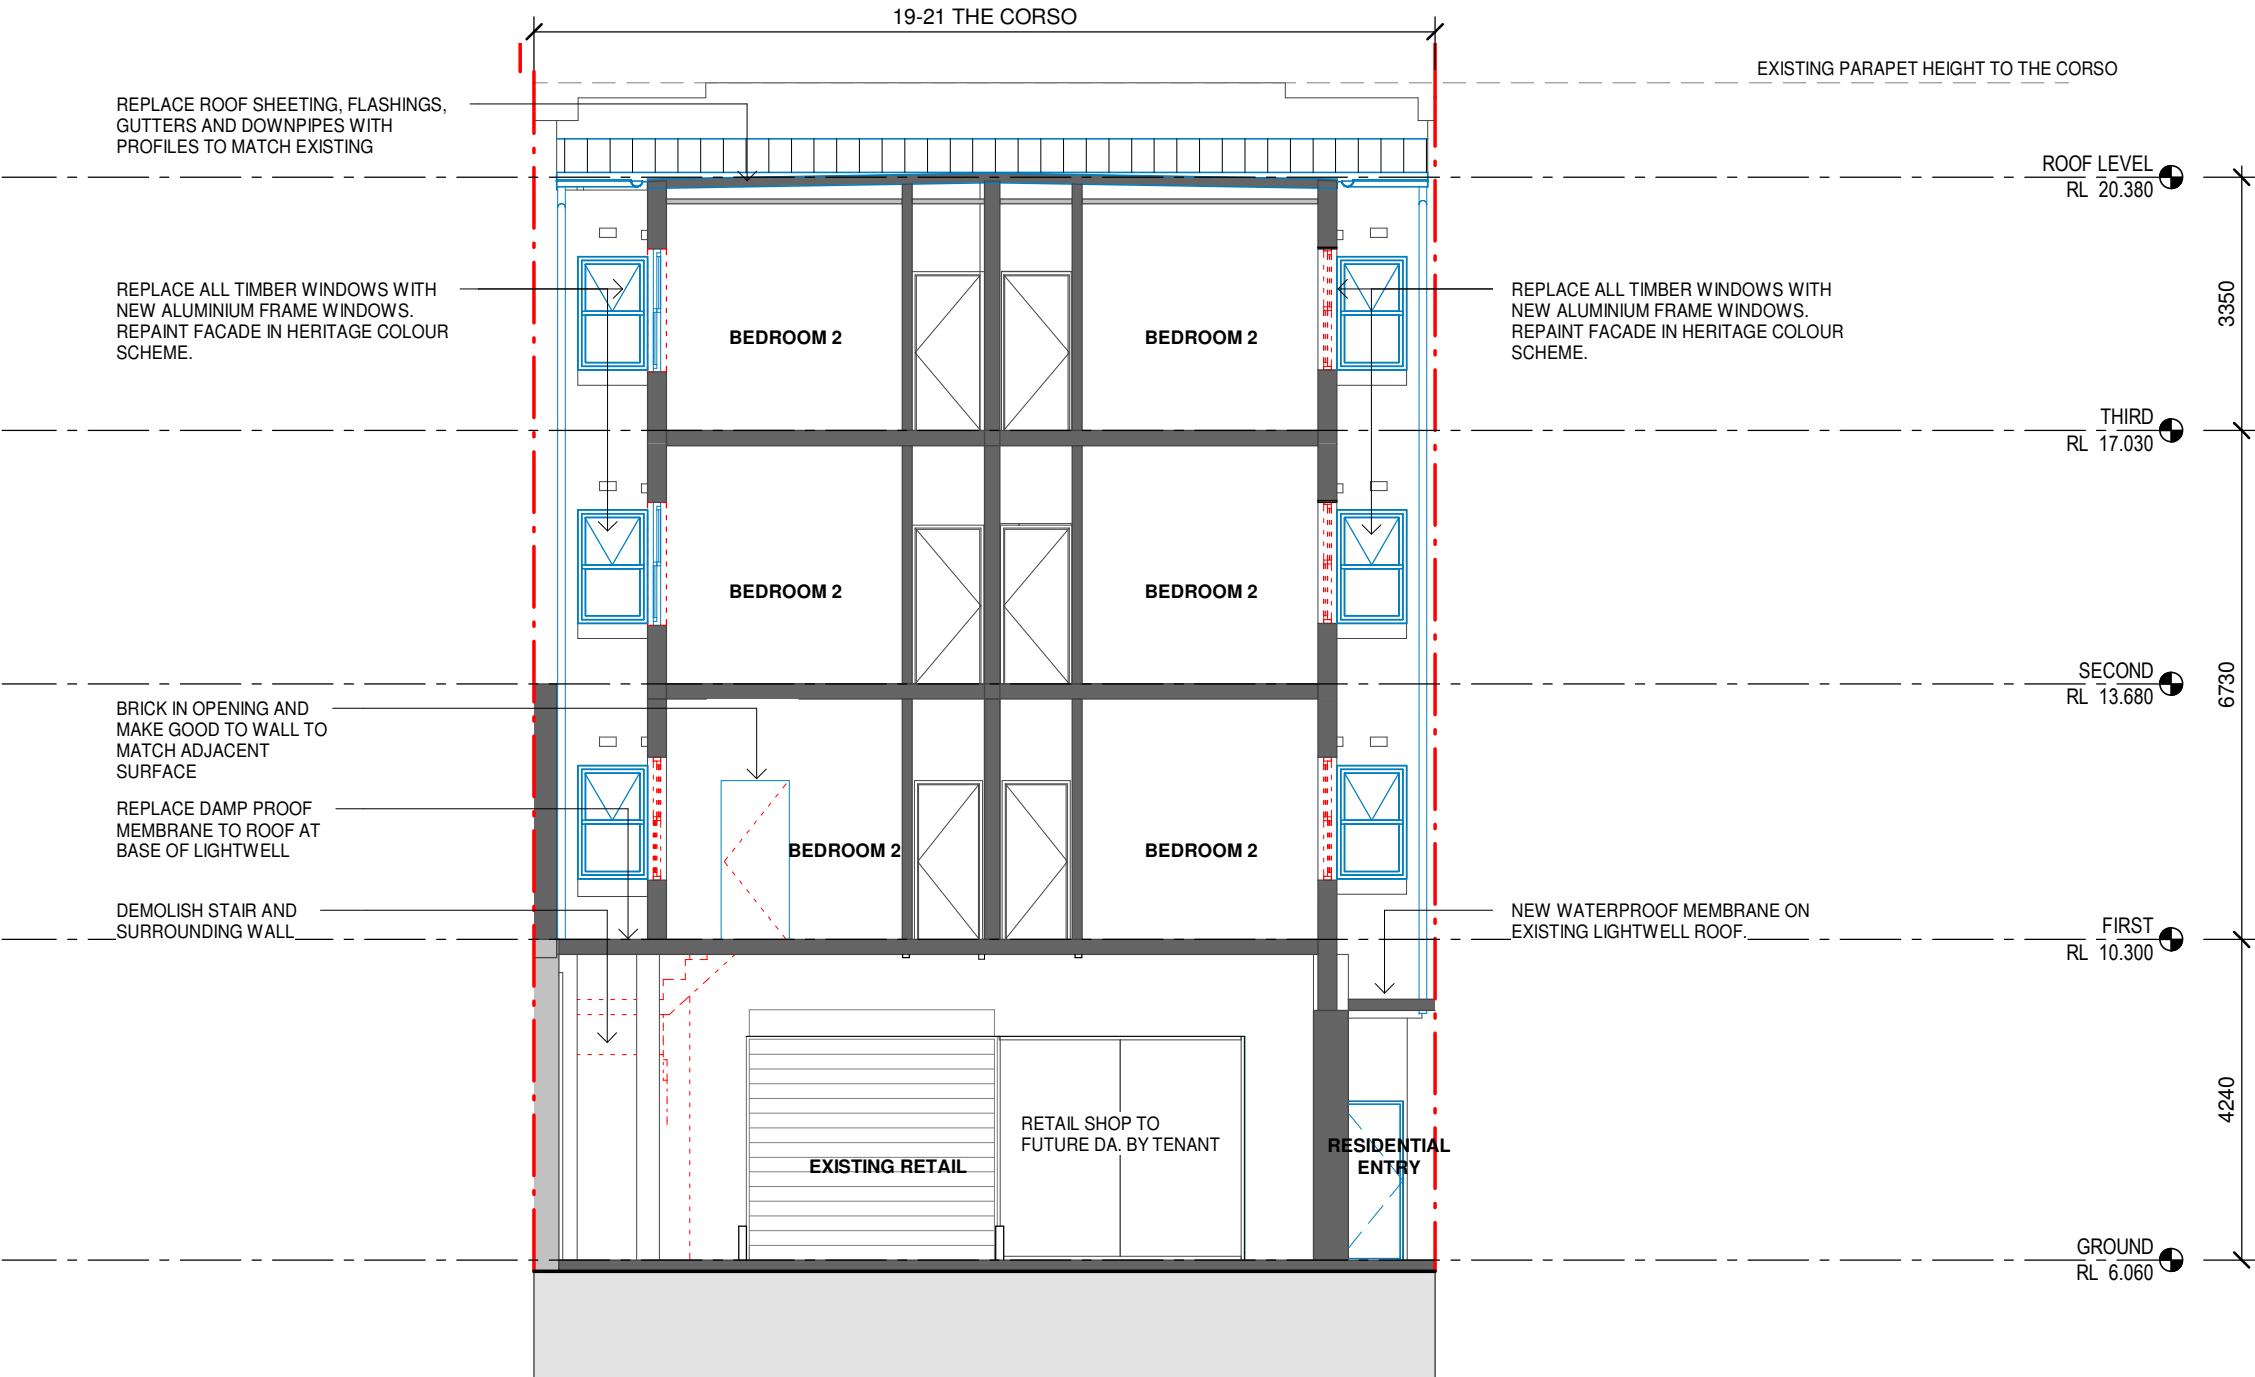 19-21 THE CORSO
EXISTING PARAPET HEIGHT TO THE CORSO
REPLACE ROOF SHEETING, FLASHINGS,
GUTTERS AND DOWNPIPES WITH
PROFILES TO MATCH EXISTING
ROOF LEVEL
RL 20.380
REPLACE ALL TIMBER WINDOWS WITH
NEW ALUMINIUM FRAME WINDOWS.
REPAINT FACADE IN HERITAGE COLOUR
SCHEME.
BEDROOM 2
BEDROOM 2
REPLACE ALL TIMBER WINDOWS WITH
NEW ALUMINIUM FRAME WINDOWS.
REPAINT FACADE IN HERITAGE COLOUR
SCHEME.
3350
THIRD
RL 17.030
BEDROOM 2
BEDROOM 2
SECOND
RL 13.680
6730
BRICK IN OPENING AND
MAKE GOOD TO WALL TO
MATCH ADJACENT
SURFACE
REPLACE DAMP PROOF
MEMBRANE TO ROOF AT
BASE OF LIGHTWELL
BEDROOM 2
BEDROOM 2
DEMOLISH STAIR AND
SURROUNDING WALL
NEW WATERPROOF MEMBRANE ON
EXISTING LIGHTWELL ROOF.
FIRST
RL 10.300
4240
RETAIL SHOP TO
FUTURE DA. BY TENANT
EXISTING RETAIL
RESIDENTIAL
ENTRY
GROUND
RL 6.060